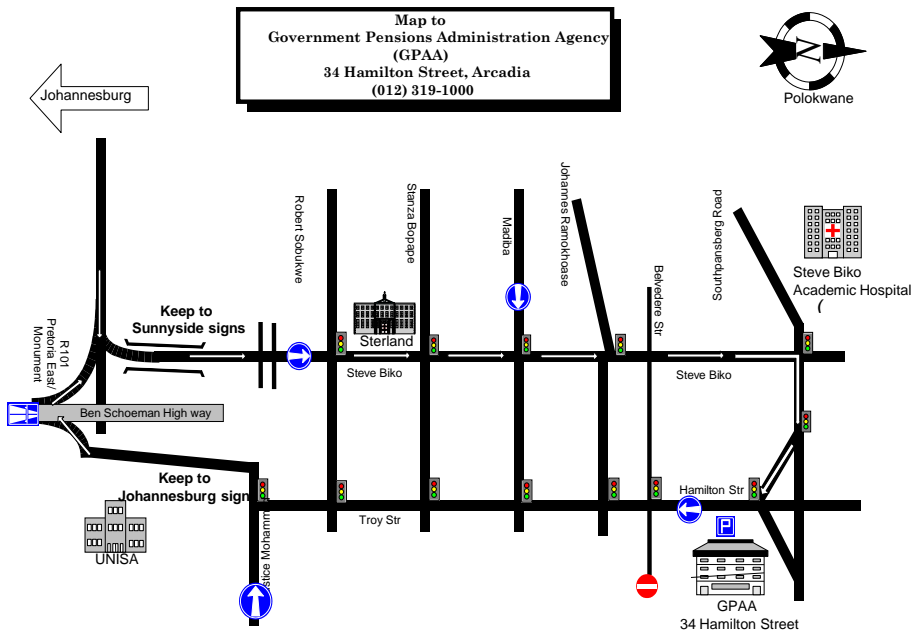 Map to
Government Pensions Administration Agency
(GPAA)
34 Hamilton Street, Arcadia
(012) 319-1000
N
Polokwane
Johannesburg
Robert Sobukwe
Stanza Bopape
Madiba
Johannes Ramokhoase
Belvedere Str
Southpansberg Road
Steve Biko
Academic Hospital
(
Keep to
Sunnyside signs
Sterland
Steve Biko
Steve Biko
R101
Pretoria East/
Monument
Ben Schoeman High way
Keep to
Johannesburg sign
Hamilton Str
Troy Str
UNISA
stice Mohamm
P
GPAA
34 Hamilton Street